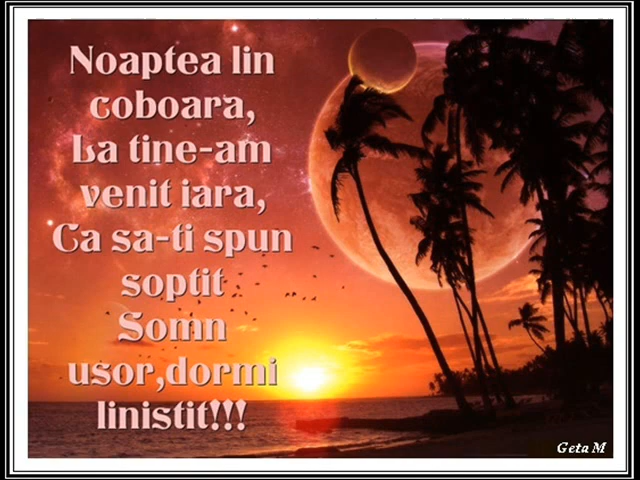 Noaptea lin
coboara,
La tine-am
venit iara,
Ca sa-ti spun
soptit
Somn
usor,dormi
linistit!!!
Geta M